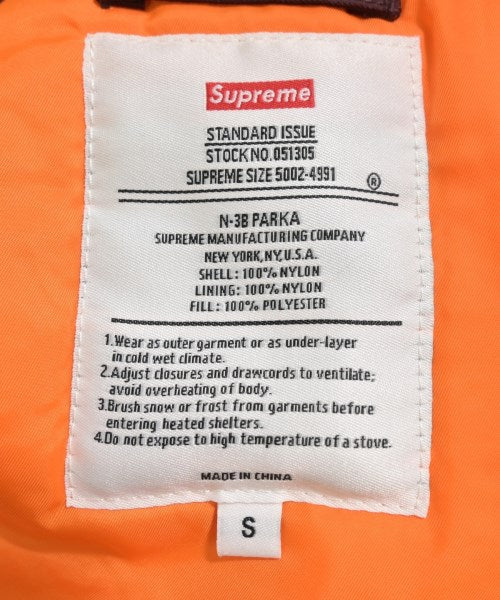 Supreme
STANDARD ISSUE
STOCK NO. 051305
SUPREME SIZE 5002-4991
®
N-3B PARKA
SUPREME MANUFACTURING COMPANY
NEW YORK, NY, U.S.A.
SHELL: 100% NYLON
LINING: 100% NYLON
FILL: 100% POLYESTER
1.Wear as outer garment or as under-layer
in cold wet climate.
2.Adjust closures and drawcords to ventilate;
avoid overheating of body.
3.Brush snow or frost from garments before
entering heated shelters.
4.Do not expose to high temperature of a stove.
MADE IN CHINA
S